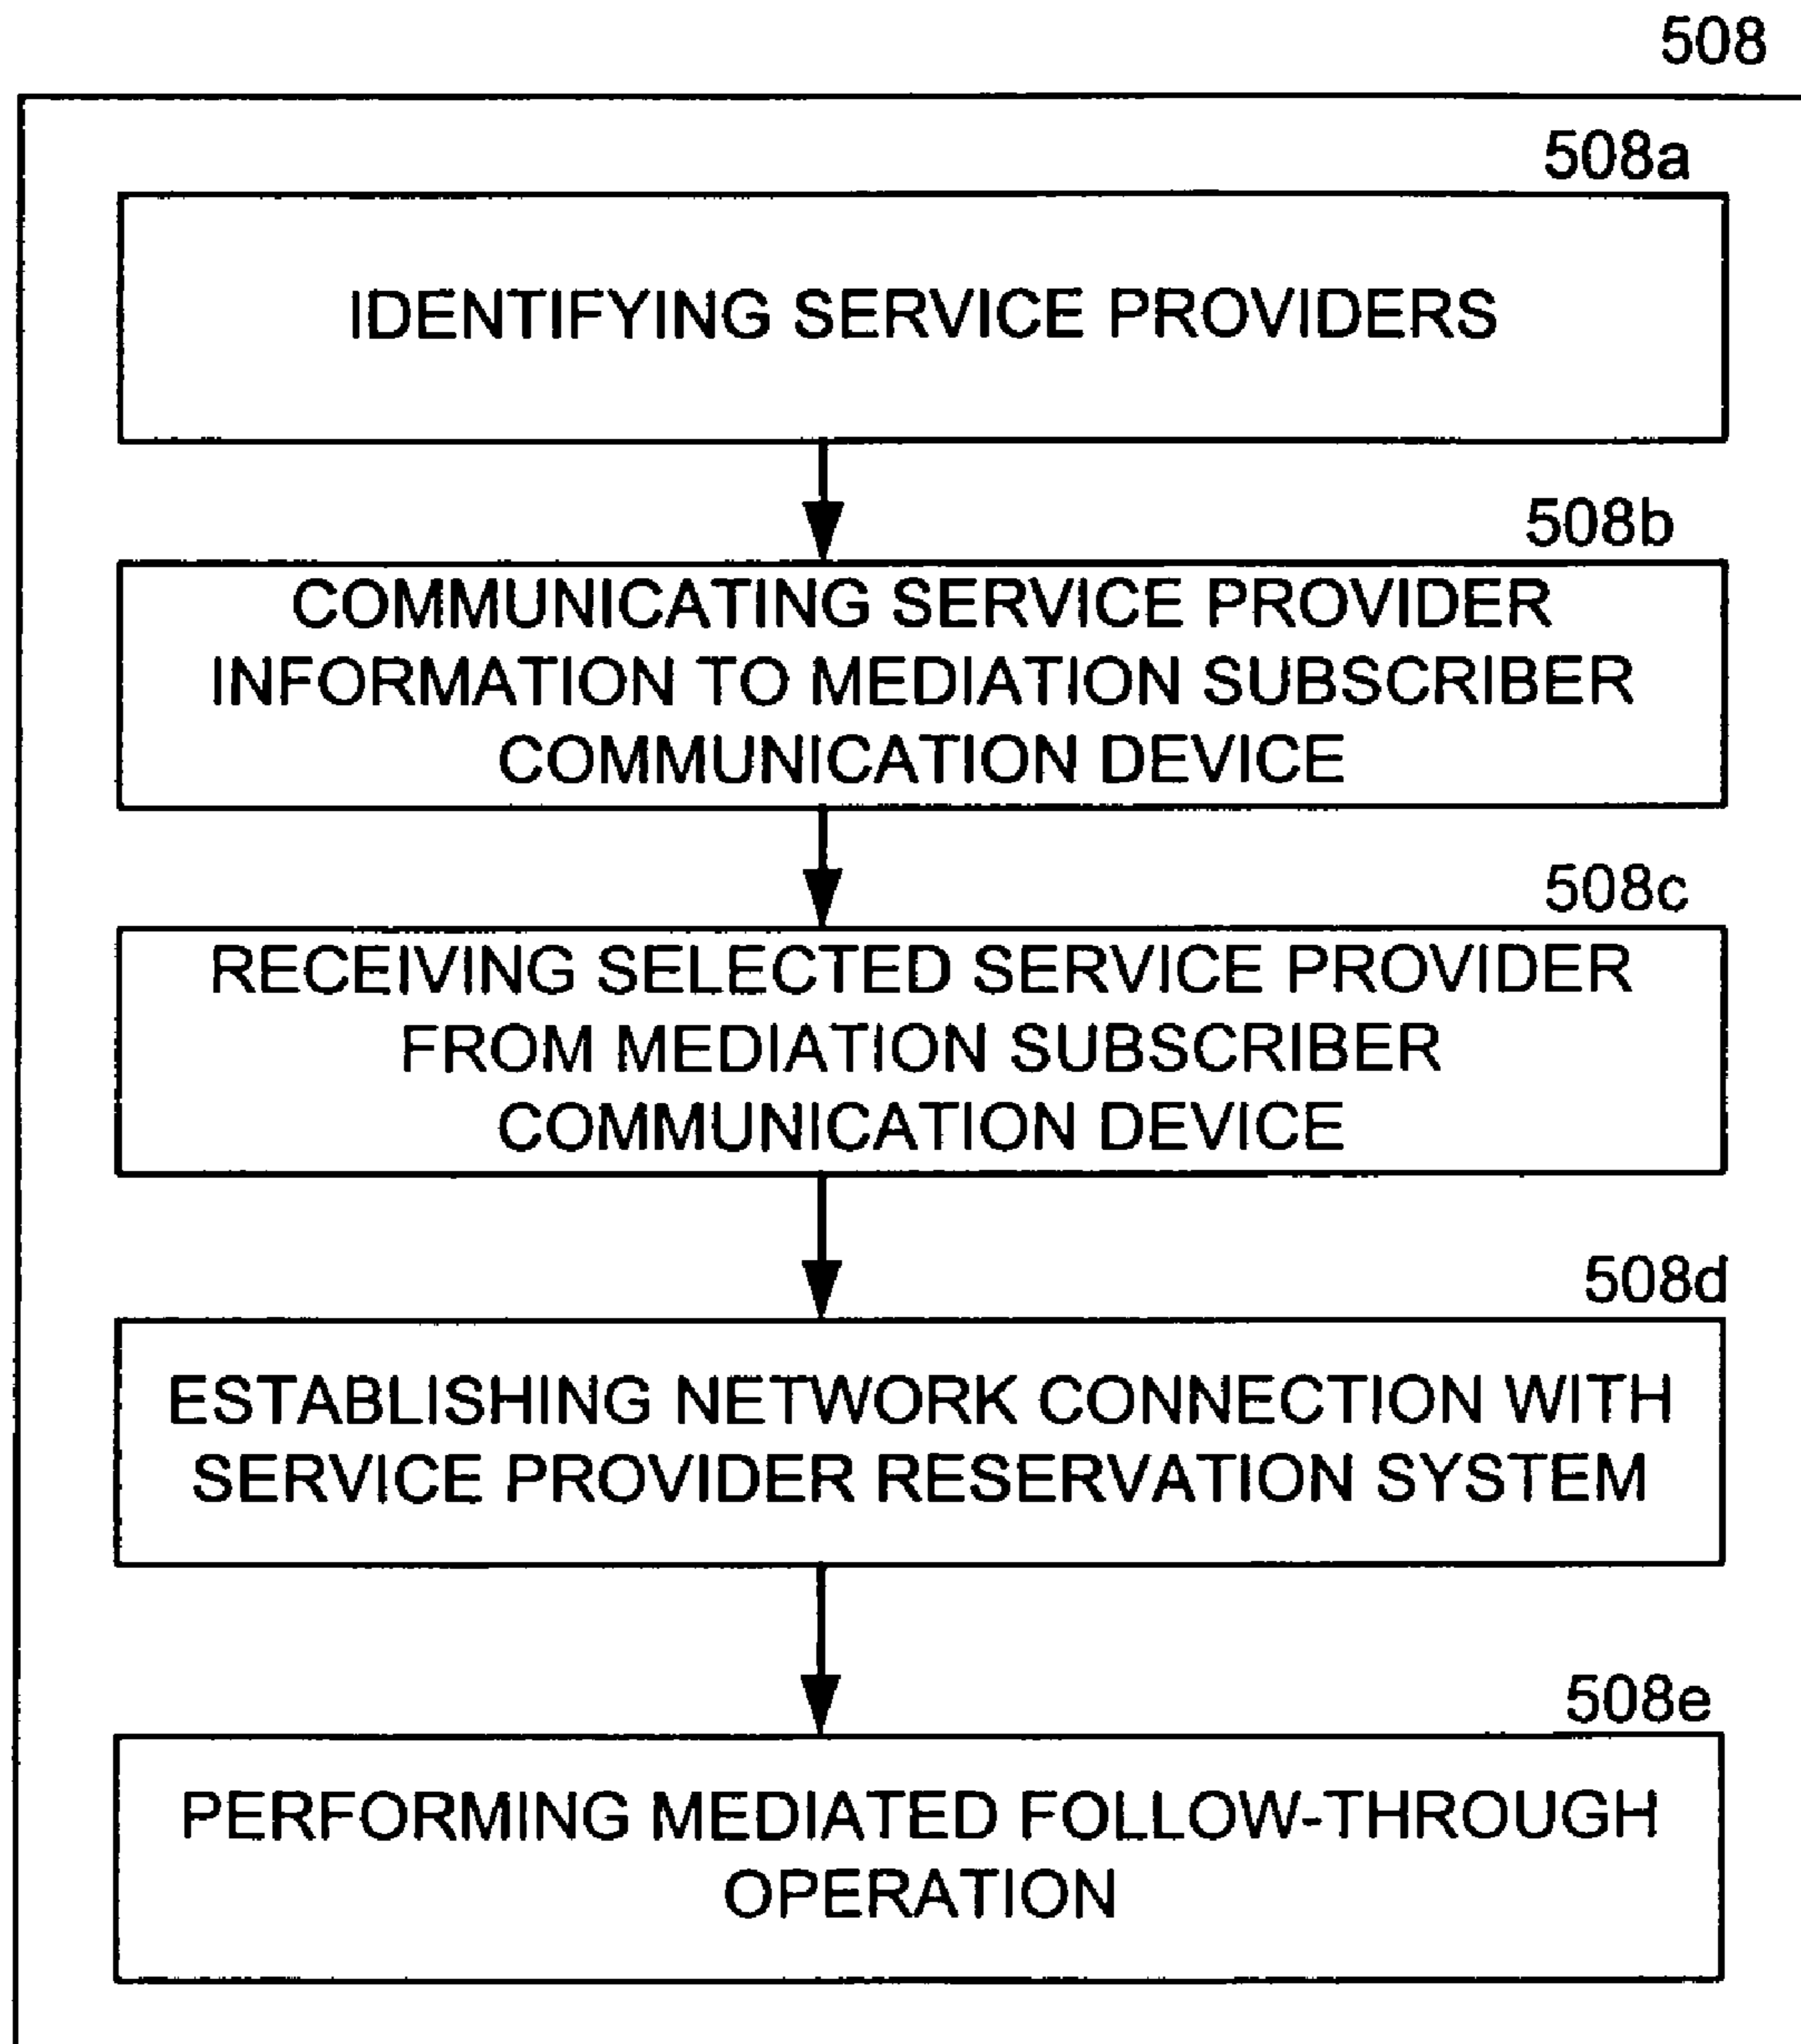 508
508a
IDENTIFYING SERVICE PROVIDERS
508b
COMMUNICATING SERVICE PROVIDER
INFORMATION TO MEDIATION SUBSCRIBER
COMMUNICATION DEVICE
508c
RECEIVING SELECTED SERVICE PROVIDER
FROM MEDIATION SUBSCRIBER
COMMUNICATION DEVICE
508d
ESTABLISHING NETWORK CONNECTION WITH
SERVICE PROVIDER RESERVATION SYSTEM
508e
PERFORMING MEDIATED FOLLOW-THROUGH
OPERATION